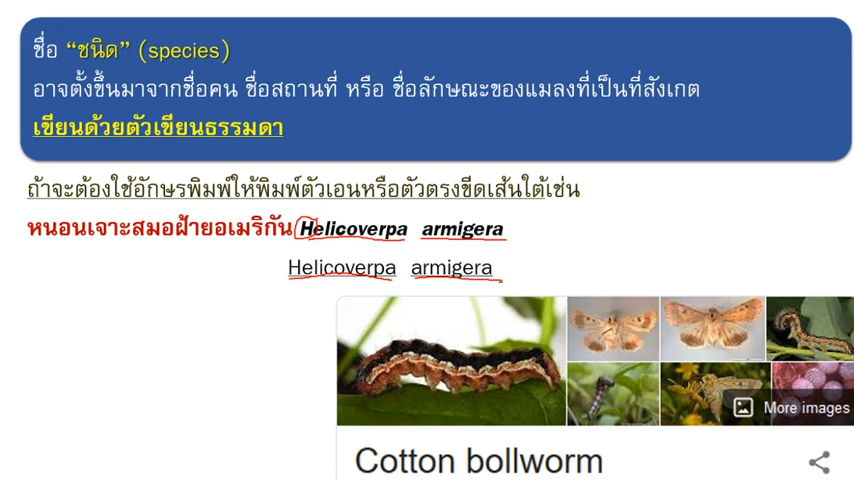 ชื่อ “ชนิด” (species)
อาจตั้งขึ้นมาจากชื่อคน ชื่อสถานที่ หรือ ชื่อลักษณะของแมลงที่เป็นที่สังเกต
เขียนด้วยตัวเขียนธรรมดา
ถ้าจะต้องใช้อักษรพิมพ์ให้พิมพ์ตัวเอนหรือตัวตรงขีดเส้นใต้เช่น
หนอนเจาะสมอฝ้ายอเมริกัน Helicoverpa armigera
Helicoverpa armigera
More images
Cotton bollworm